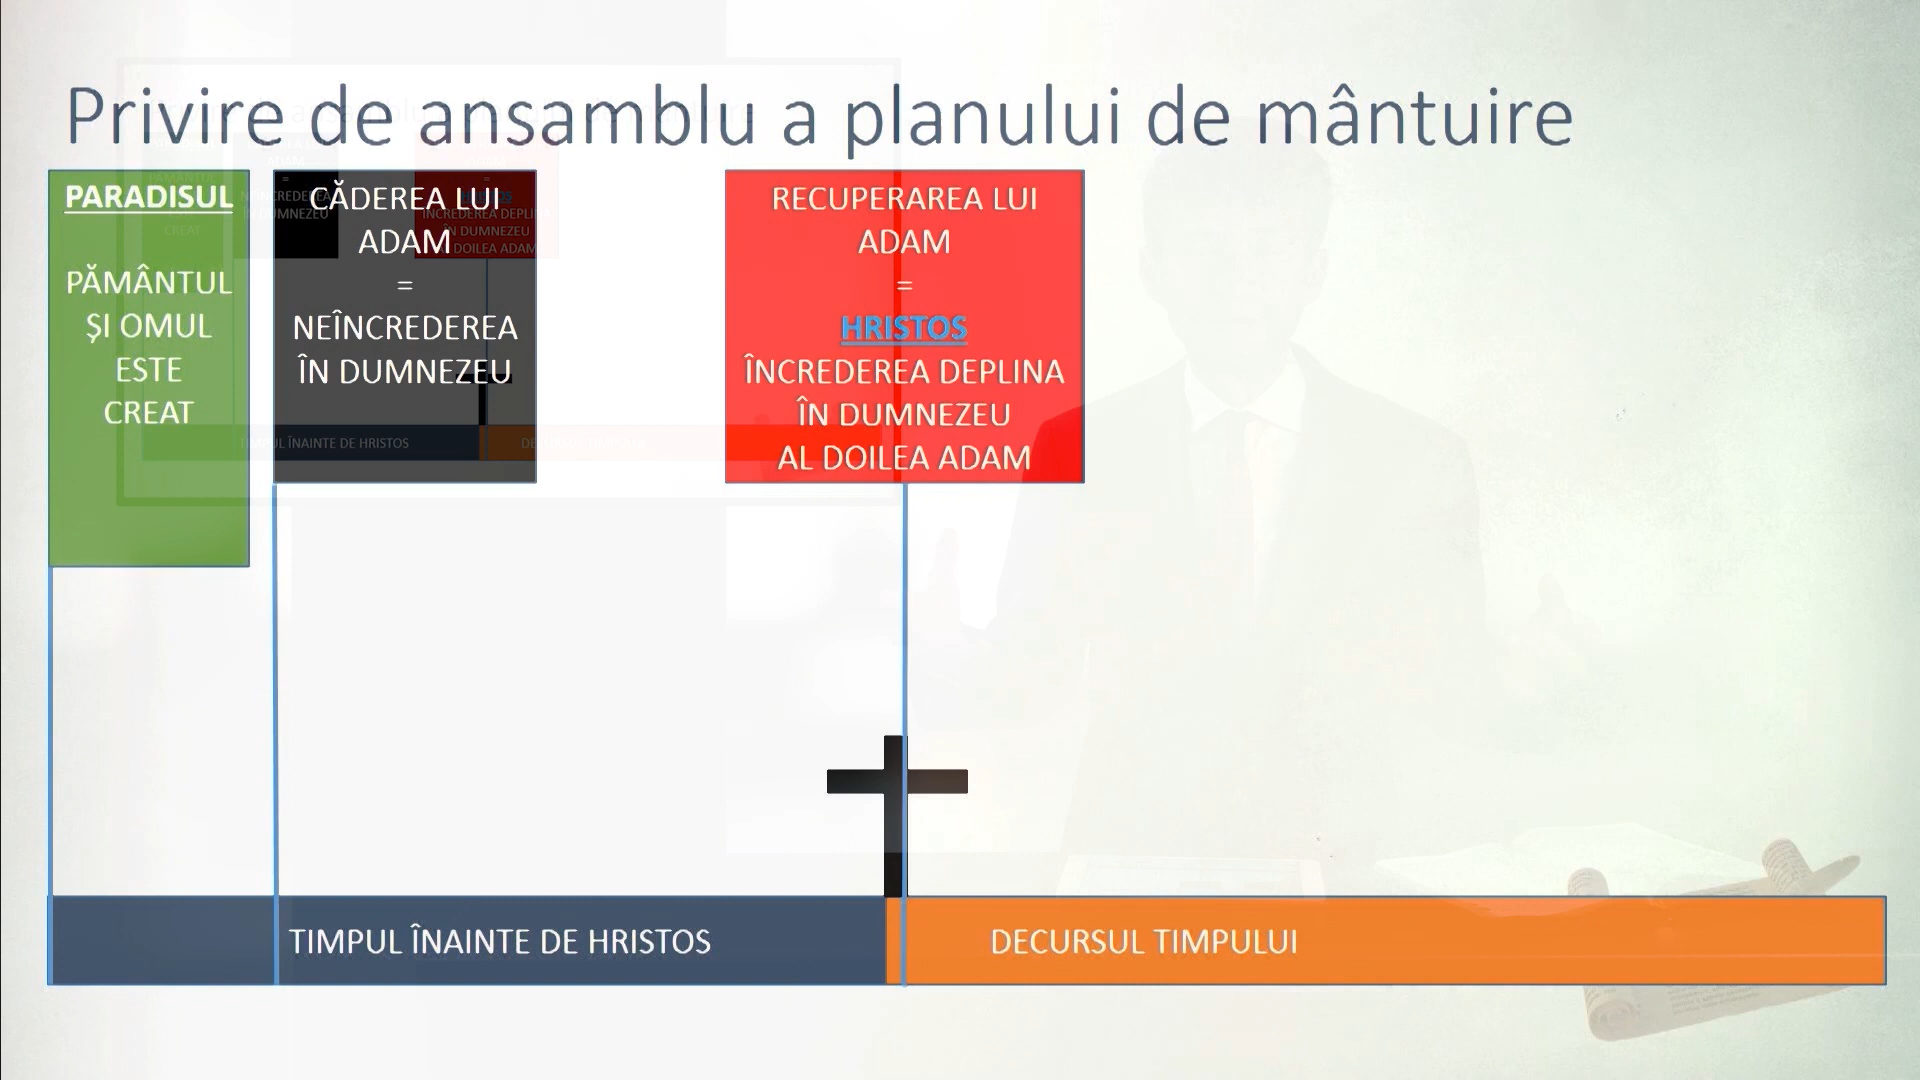 Privire de ansamblu a planului de mântuire
PARADISUL
PĂMÂNTUL
ȘI OMUL
ESTE
CREAT
CĂDEREA LUI
ADAM
=
NEÎNCREDEREA
ÎN DUMNEZEU
RECUPERAREA LUI
ADAM
=
HRISTOS
ÎNCREDEREA DEPLINA
ÎN DUMNEZEU
AL DOILEA ADAM
TIMPUL ÎNAINTE DE HRISTOS
DECURSUL TIMPULUI